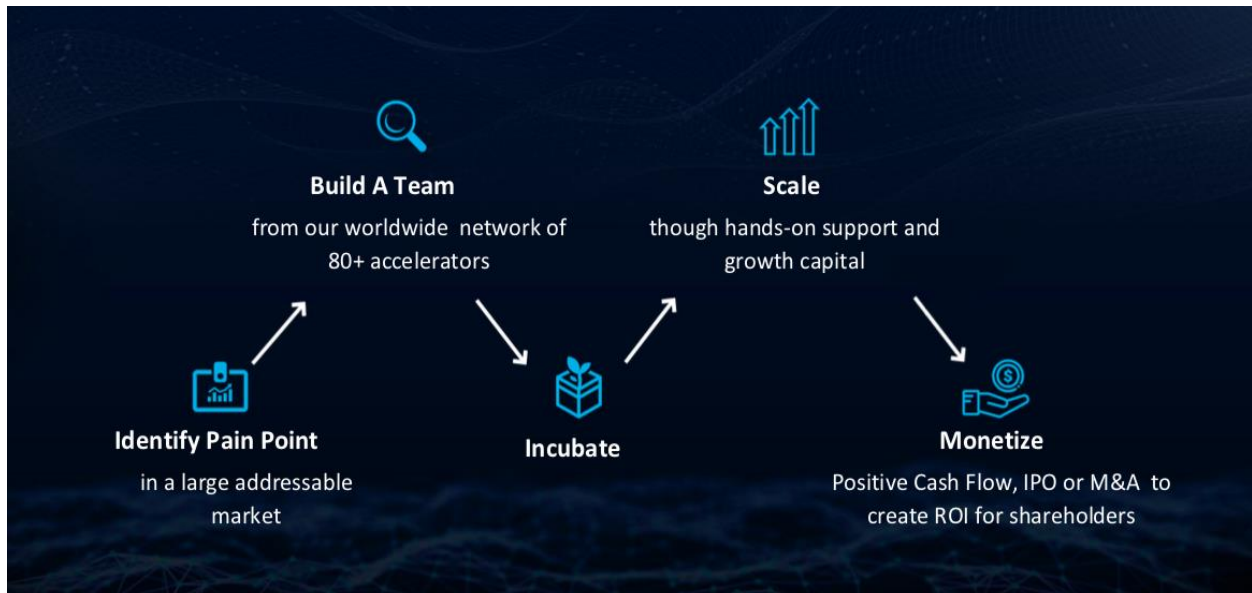 Identify Pain Point
in a large addressable
market
Build A Team
from our worldwide network of
80+ accelerators
Incubate
Scale
though hands-on support and
growth capital
Monetize
Positive Cash Flow, IPO or M&A to
create ROI for shareholders